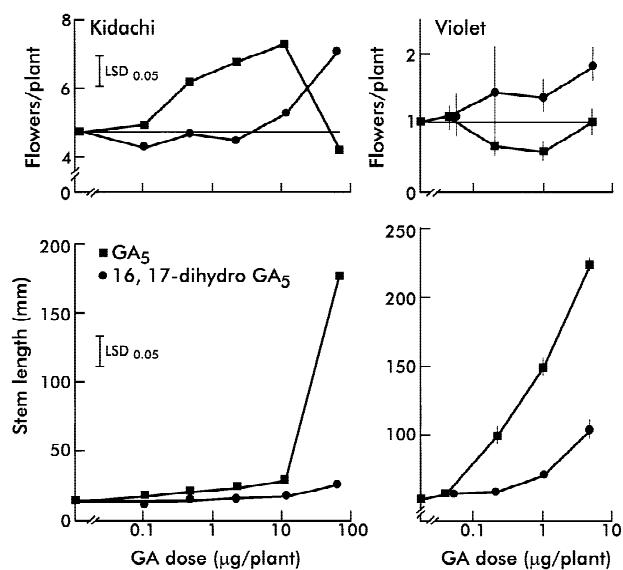 Kidachi
Violet
8
6
4
0
Flowers/plant
LSD 0.05
2
1
0
Flowers/plant
200
150
100
50
0
Stem length (mm)
GA5
16, 17-dihydro GA5
LSD 0.05
0.1 1 10 100
GA dose (μg/plant)
250
200
150
100
0.1 1 10
GA dose (μg/plant)